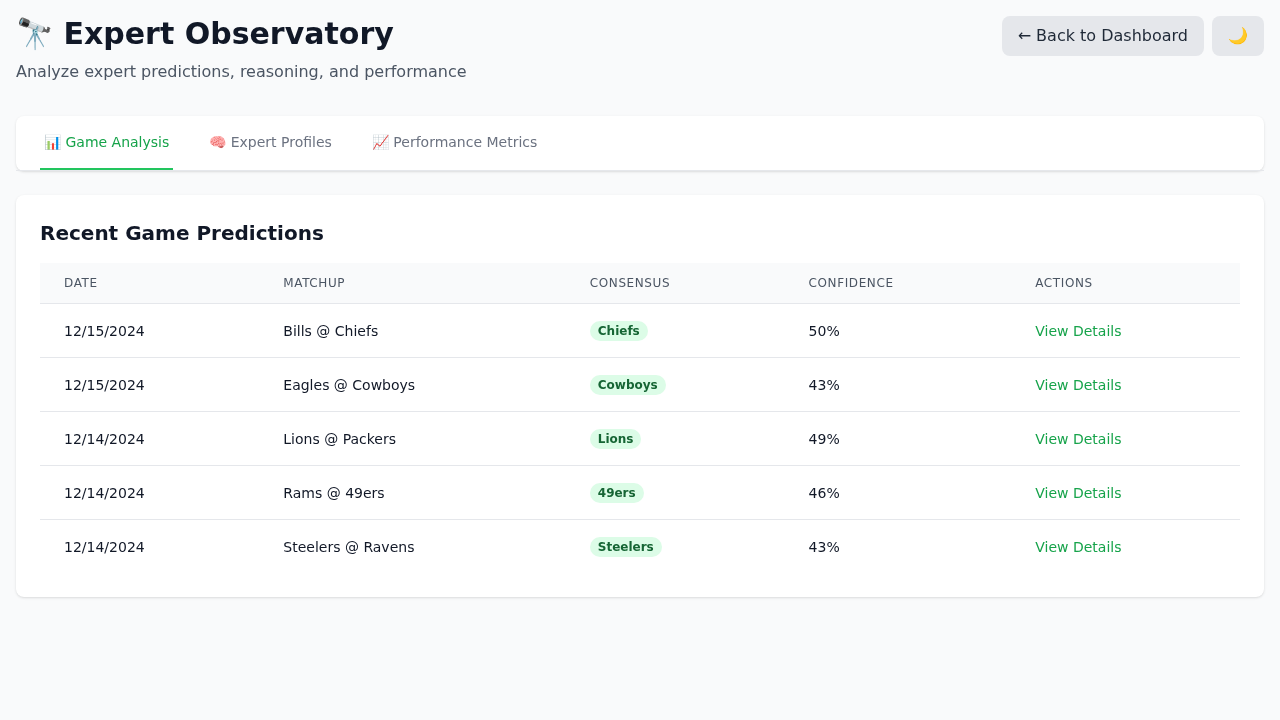 🔭 Expert Observatory
← Back to Dashboard
🌙
Analyze expert predictions, reasoning, and performance
📊 Game Analysis
🧠 Expert Profiles
📈 Performance Metrics
Recent Game Predictions
DATE MATCHUP CONSENSUS CONFIDENCE ACTIONS
12/15/2024 Bills @ Chiefs Chiefs 50% View Details
12/15/2024 Eagles @ Cowboys Cowboys 43% View Details
12/14/2024 Lions @ Packers Lions 49% View Details
12/14/2024 Rams @ 49ers 49ers 46% View Details
12/14/2024 Steelers @ Ravens Steelers 43% View Details